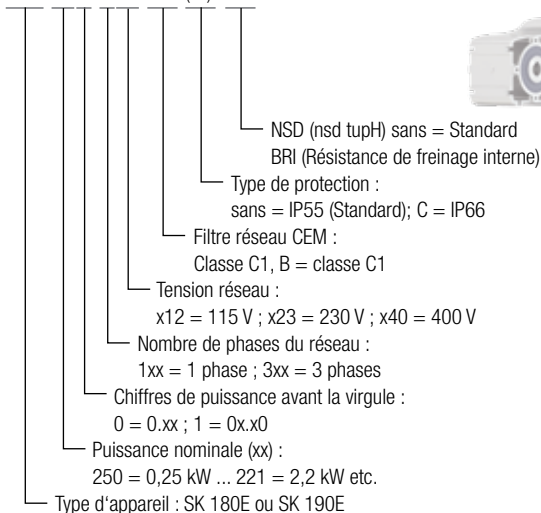 NSD (nsd tupH) sans = Standard
BRI (Résistance de freinage interne)
Type de protection :
sans = IP55 (Standard); C = IP66
Filtre réseau CEM :
Classe C1, B = classe C1
Tension réseau :
x12 = 115 V ; x23 = 230 V ; x40 = 400 V
Nombre de phases du réseau :
1xx = 1 phase ; 3xx = 3 phases
Chiffres de puissance avant la virgule :
0 = 0.xx ; 1 = 0x.x0
Puissance nominale (xx) :
250 = 0,25 kW ... 221 = 2,2 kW etc.
Type d'appareil : SK 180E ou SK 190E